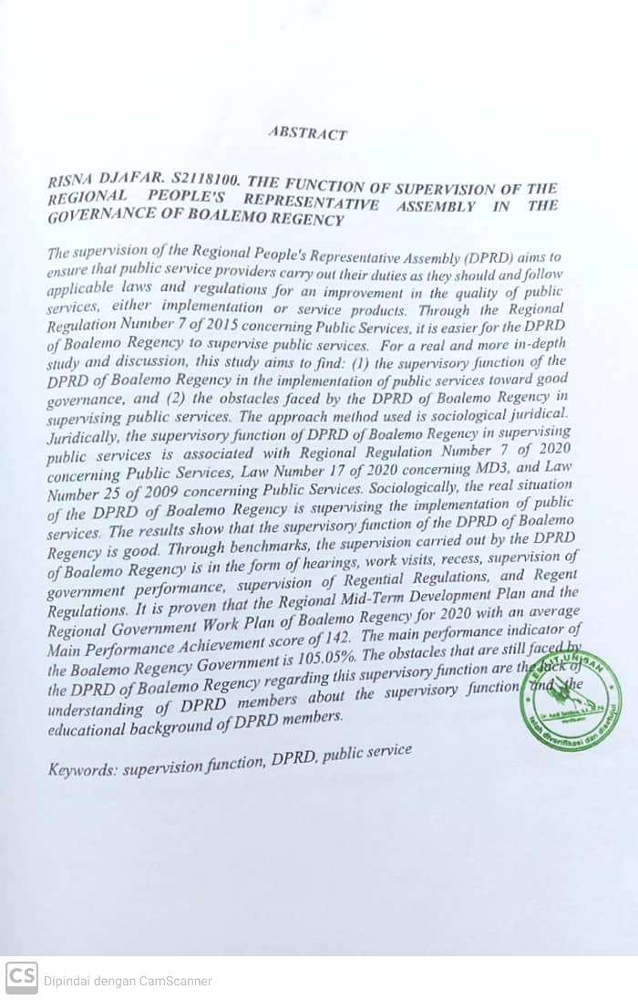 ABSTRACT
RISNA DJAFAR. S2118100. THE FUNCTION OF SUPERVISION OF THE
REGIONAL PEOPLE'S REPRESENTATIVE ASSEMBLY IN THE
GOVERNANCE OF BOALEMO REGENCY
The supervision of the Regional People's Representative Assembly (DPRD) aims to
ensure that public service providers carry out their duties as they should and follow
applicable laws and regulations for an improvement in the quality of public
services, either implementation or service products. Through the Regional
Regulation Number 7 of 2015 concerning Public Services, it is easier for the DPRD
of Boalemo Regency to supervise public services. For a real and more in-depth
study and discussion, this study aims to find: (1) the supervisory function of the
DPRD of Boalemo Regency in the implementation of public services toward good
governance, and (2) the obstacles faced by the DPRD of Boalemo Regency in
supervising public services. The approach method used is sociological juridical.
Juridically, the supervisory function of DPRD of Boalemo Regency in supervising
public services is associated with Regional Regulation Number 7 of 2020
concerning Public Services, Law Number 17 of 2020 concerning MD3, and Law
Number 25 of 2009 concerning Public Services. Sociologically, the real situation
of the DPRD of Boalemo Regency is supervising the implementation of public
services. The results show that the supervisory function of the DPRD of Boalemo
Regency is good. Through benchmarks, the supervision carried out by the DPRD
of Boalemo Regency is in the form of hearings, work visits, recess, supervision of
government performance, supervision of Regential Regulations, and Regent
Regulations. It is proven that the Regional Mid-Term Development Plan and the
Regional Government Work Plan of Boalemo Regency for 2020 with an average
Main Performance Achievement score of 142. The main performance indicator of
the Boalemo Regency Government is 105.05%. The obstacles that are still faced by
the DPRD of Boalemo Regency regarding this supervisory function are the lack of
understanding of DPRD members about the supervisory function and the
educational background of DPRD members.
Keywords: supervision function, DPRD, public service
telah diverifikasi dan disetujui
CS Dipindai dengan CamScanner